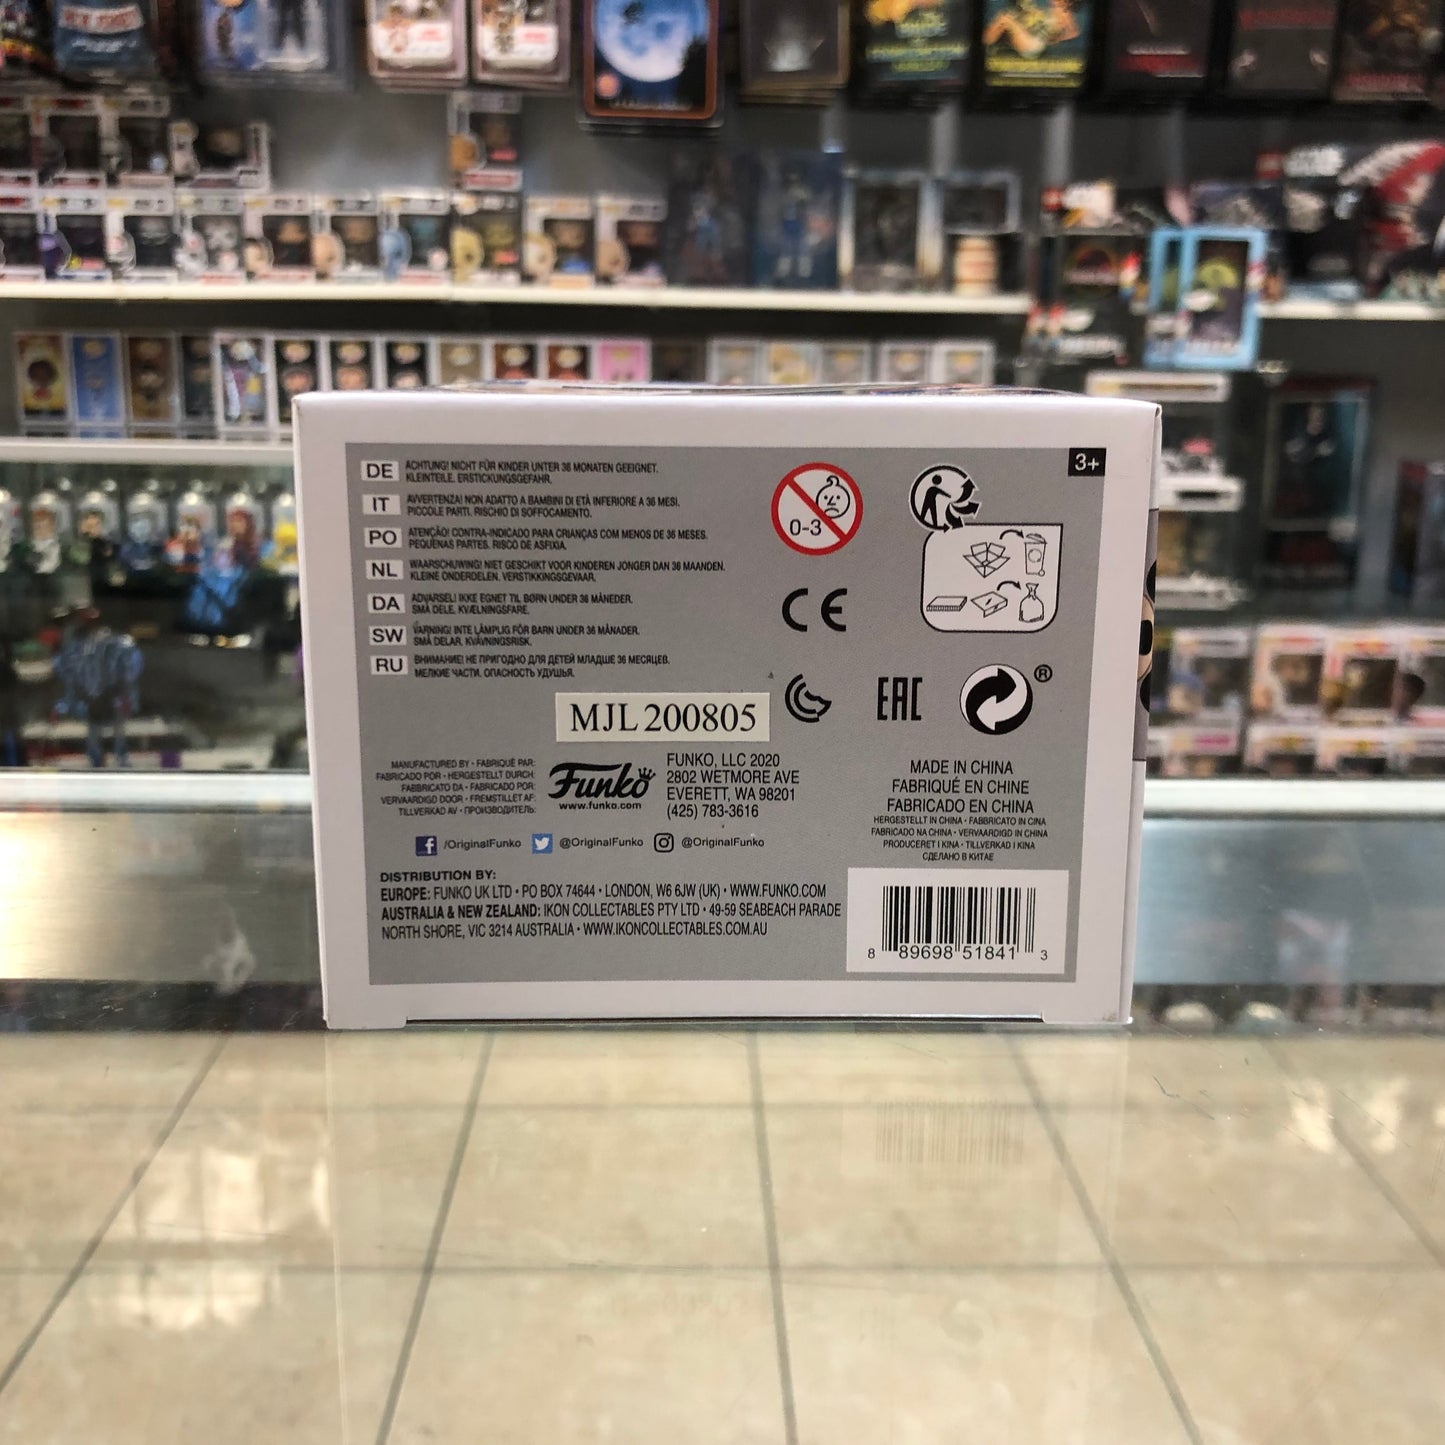 3+
DE ACHTUNG! NICHT FÜR KINDER UNTER 36 MONATEN GEEIGNET.
KLEINTEILE. ERSTICKUNGSGEFAHR.
IT AVVERTENZA! NON ADATTO A BAMBINI DI ETÀ INFERIORE A 36 MESI.
PICCOLE PARTI. RISCHIO DI SOFFOCAMENTO.
PO ATENÇÃO! CONTRA-INDICADO PARA CRIANÇAS COM MENOS DE 36 MESES.
PEQUENAS PARTES. RISCO DE ASFIXIA.
NL WAARSCHUWING! NIET GESCHIKT VOOR KINDEREN JONGER DAN 36 MAANDEN.
KLEINE ONDERDELEN. VERSTIKKINGSGEVAAR.
DA ADVARSEL! IKKE EGNET TIL BØRN UNDER 36 MÅNEDER.
SMÅ DELE. KVÆLNINGSFARE.
SW VARNING! INTE LÄMPLIG FÖR BARN UNDER 36 MÅNADER.
SMÅ DELAR. KVÄVNINGSRISK.
RU ВНИМАНИЕ! НЕ ПРИГОДНО ДЛЯ ДЕТЕЙ МЛАДШЕ 36 МЕСЯЦЕВ.
МЕЛКИЕ ЧАСТИ. ОПАСНОСТЬ УДУШЬЯ.
0-3
CE
EAC
®
MJL 200805
MANUFACTURED BY • FABRIQUÉ PAR:
FABRICADO POR • HERGESTELLT DURCH:
FABBRICATO DA • FABRICADO POR:
VERVAARDIGD DOOR • FREMSTILLET AF:
TILLVERKAD AV • ПРОИЗВОДИТЕЛЬ:
Funko
www.funko.com
FUNKO, LLC 2020
2802 WETMORE AVE
EVERETT, WA 98201
(425) 783-3616
MADE IN CHINA
FABRIQUÉ EN CHINE
FABRICADO EN CHINA
HERGESTELLT IN CHINA • FABBRICATO IN CINA
FABRICADO NA CHINA • VERVAARDIGD IN CHINA
PRODUCERET I KINA • TILLVERKAD I KINA
СДЕЛАНО В КИТАЕ
/OriginalFunko @OriginalFunko @OriginalFunko
DISTRIBUTION BY:
EUROPE: FUNKO UK LTD • PO BOX 74644 • LONDON, W6 6JW (UK) • WWW.FUNKO.COM
AUSTRALIA & NEW ZEALAND: IKON COLLECTABLES PTY LTD • 49-59 SEABEACH PARADE
NORTH SHORE, VIC 3214 AUSTRALIA • WWW.IKONCOLLECTABLES.COM.AU
8 89698 51841 3